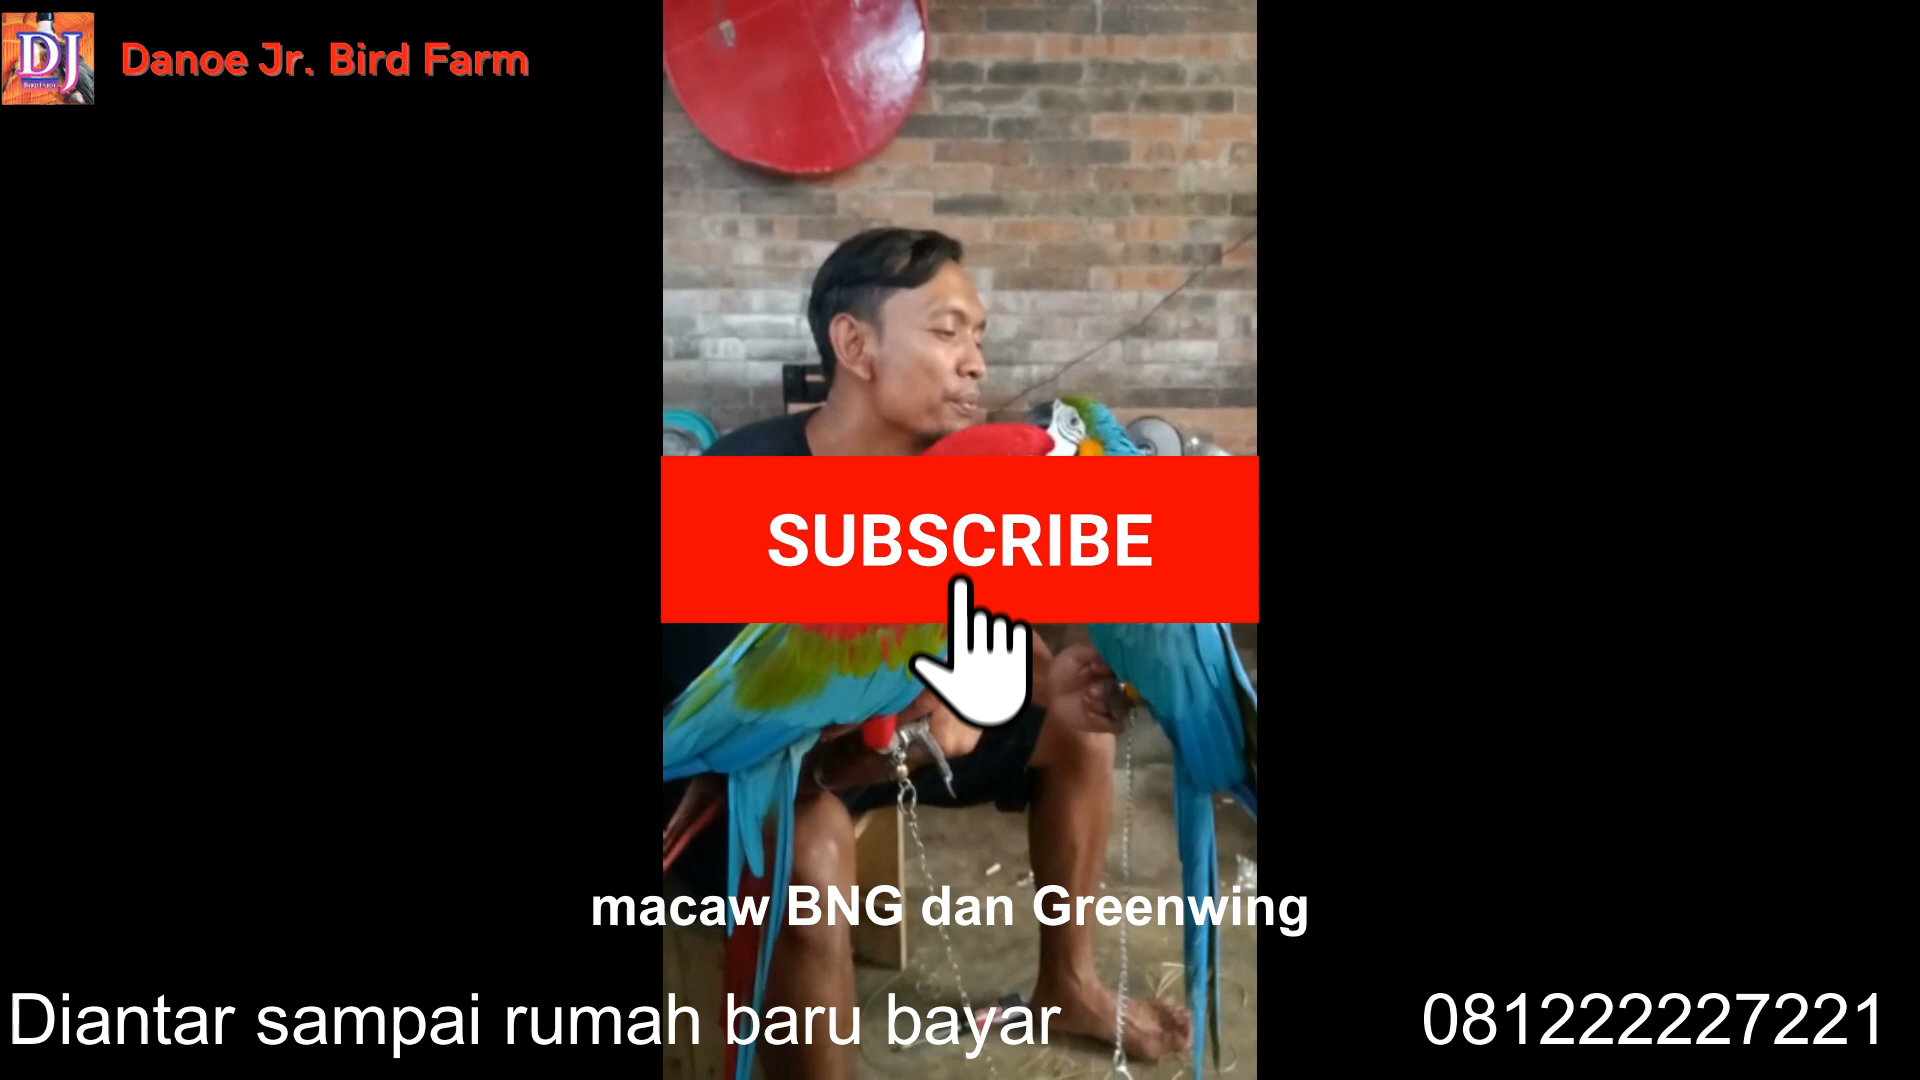 DJ
Danoe Jr. Bird Farm
SUBSCRIBE
macaw BNG dan Greenwing
Diantar sampai rumah baru bayar
081222227221